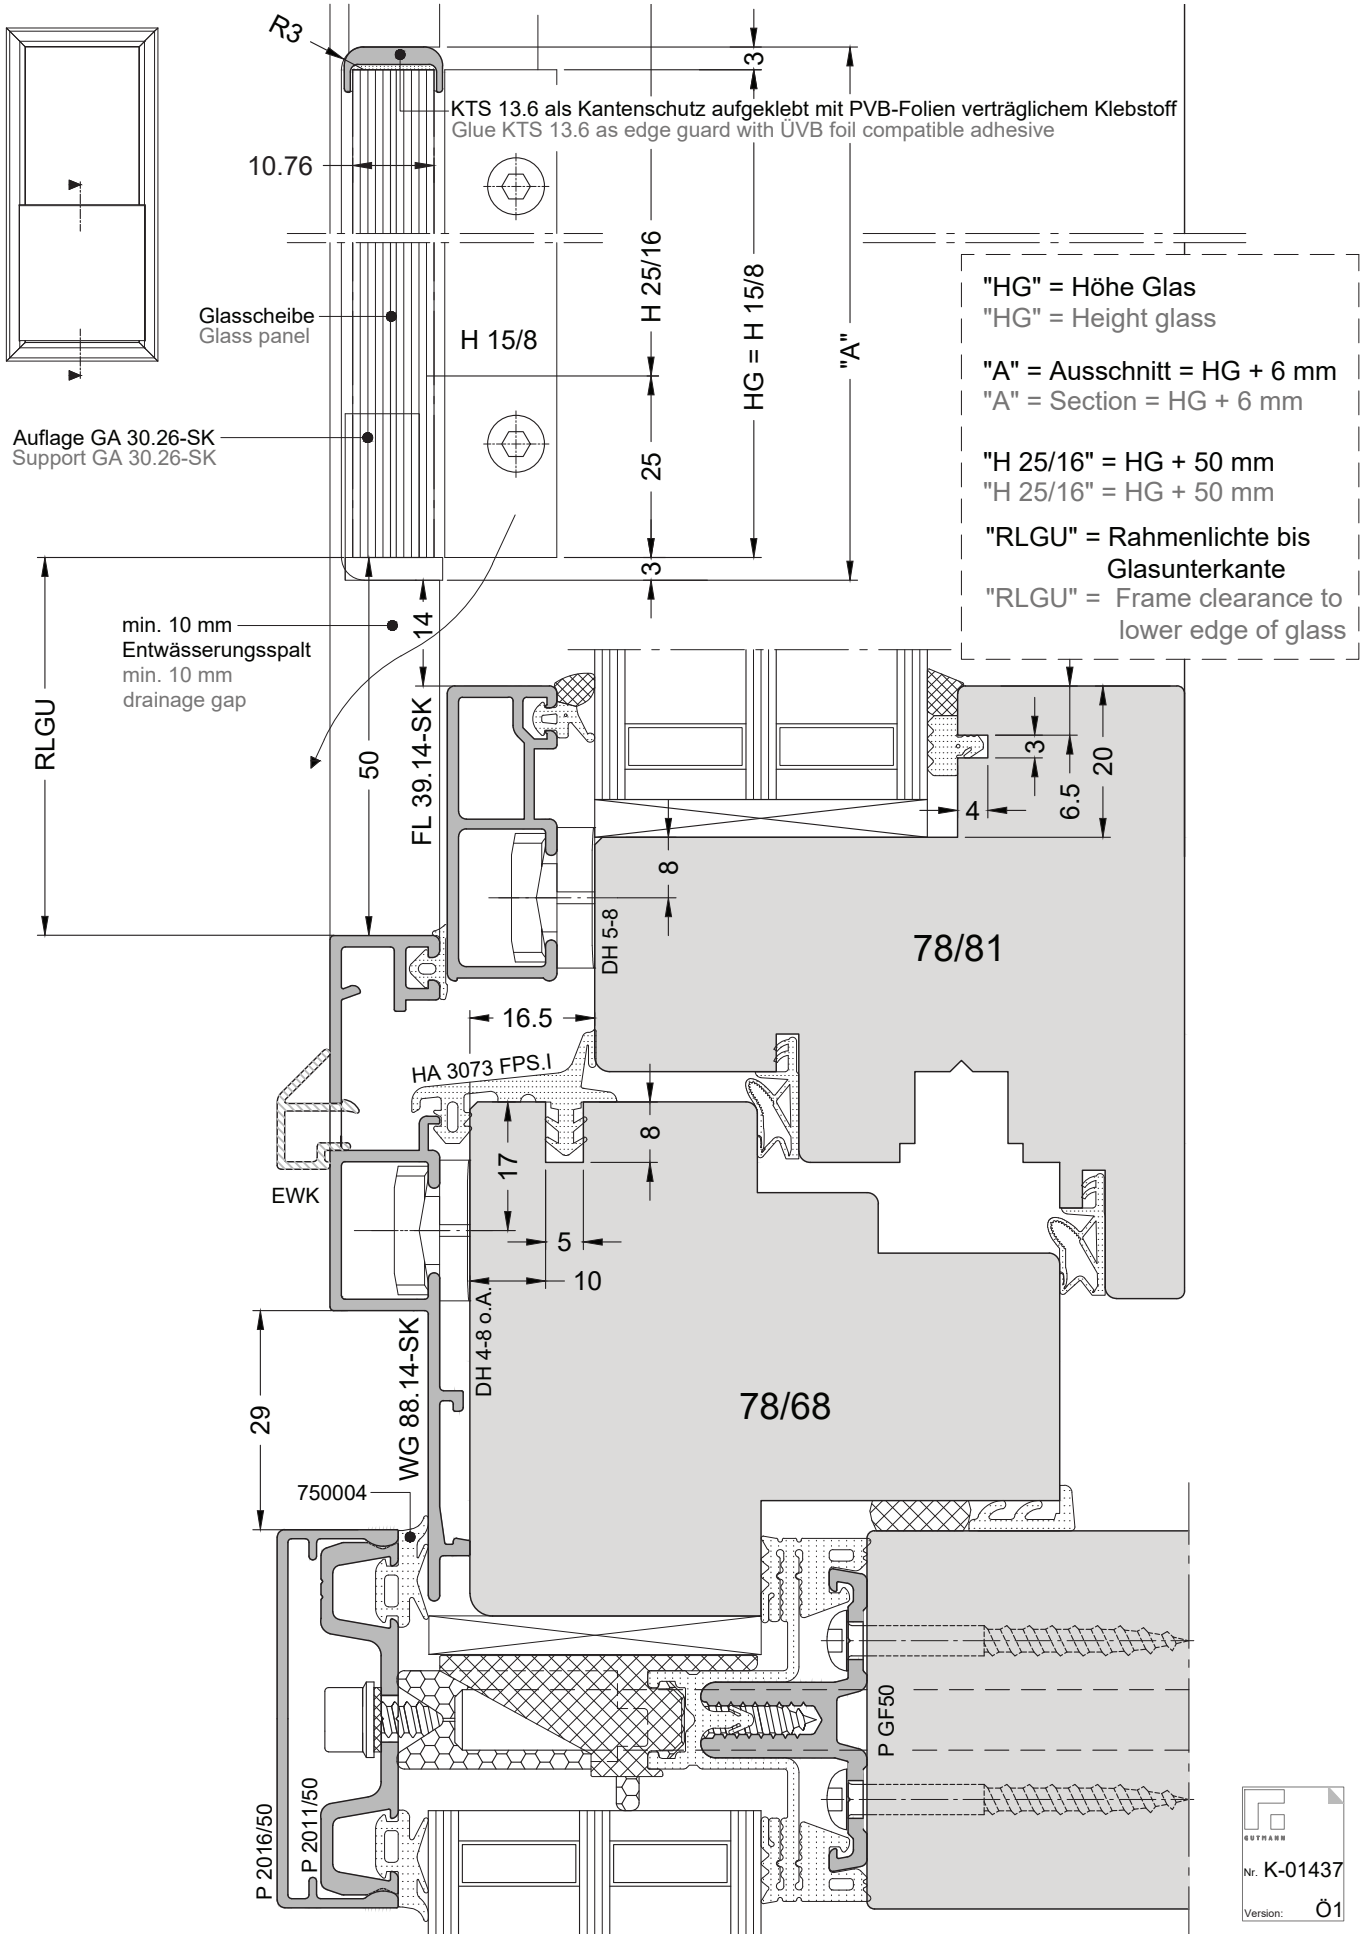 R3
3
KTS 13.6 als Kantenschutz aufgeklebt mit PVB-Folien verträglichem Klebstoff
Glue KTS 13.6 as edge guard with ÜVB foil compatible adhesive
10.76
H 25/16
HG = H 15/8
"A"
Glasscheibe
Glass panel
H 15/8
"HG" = Höhe Glas
"HG" = Height glass
"A" = Ausschnitt = HG + 6 mm
"A" = Section = HG + 6 mm
"H 25/16" = HG + 50 mm
"H 25/16" = HG + 50 mm
"RLGU" = Rahmenlichte bis
Glasunterkante
"RLGU" = Frame clearance to
lower edge of glass
Auflage GA 30.26-SK
Support GA 30.26-SK
25
3
14
min. 10 mm
Entwässerungsspalt
min. 10 mm
drainage gap
RLGU
50
FL 39.14-SK
3
4
6.5
20
8
DH 5-8
78/81
16.5
HA 3073 FPS.I
8
17
EWK
5
10
DH 4-8 o.A.
29
WG 88.14-SK
78/68
750004
P GF50
P 2016/50
P 2011/50
GUTMANN
Nr. K-01437
Version: Ö1